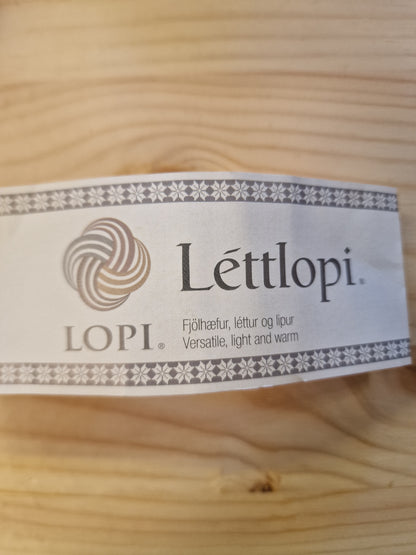 Léttlopi®
LOPI®
Fjölhæfur, léttur og lipur
Versatile, light and warm